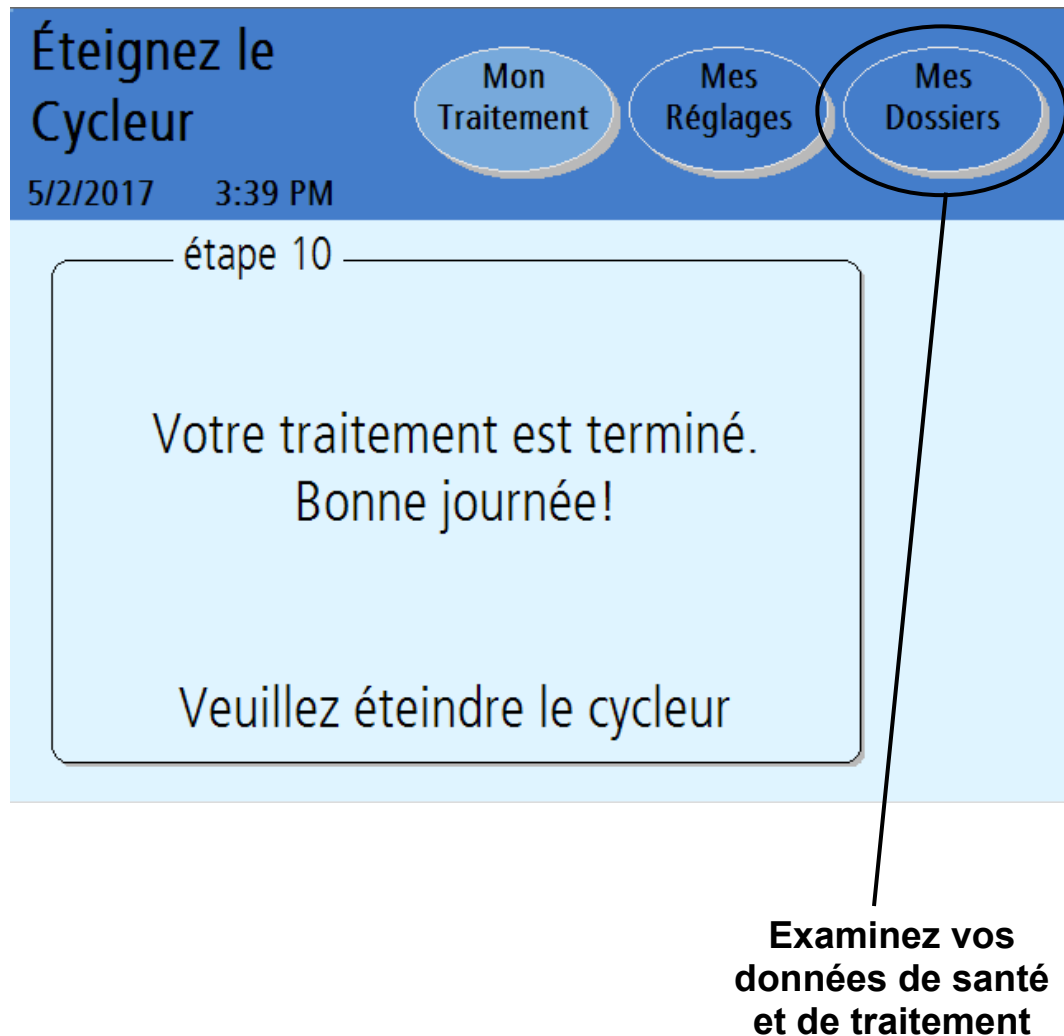 Éteignez le
Cycleur
Mon
Traitement
Mes
Réglages
Mes
Dossiers
5/2/2017 3:39 PM
étape 10
Votre traitement est terminé.
Bonne journée!
Veuillez éteindre le cycleur
Examinez vos
données de santé
et de traitement